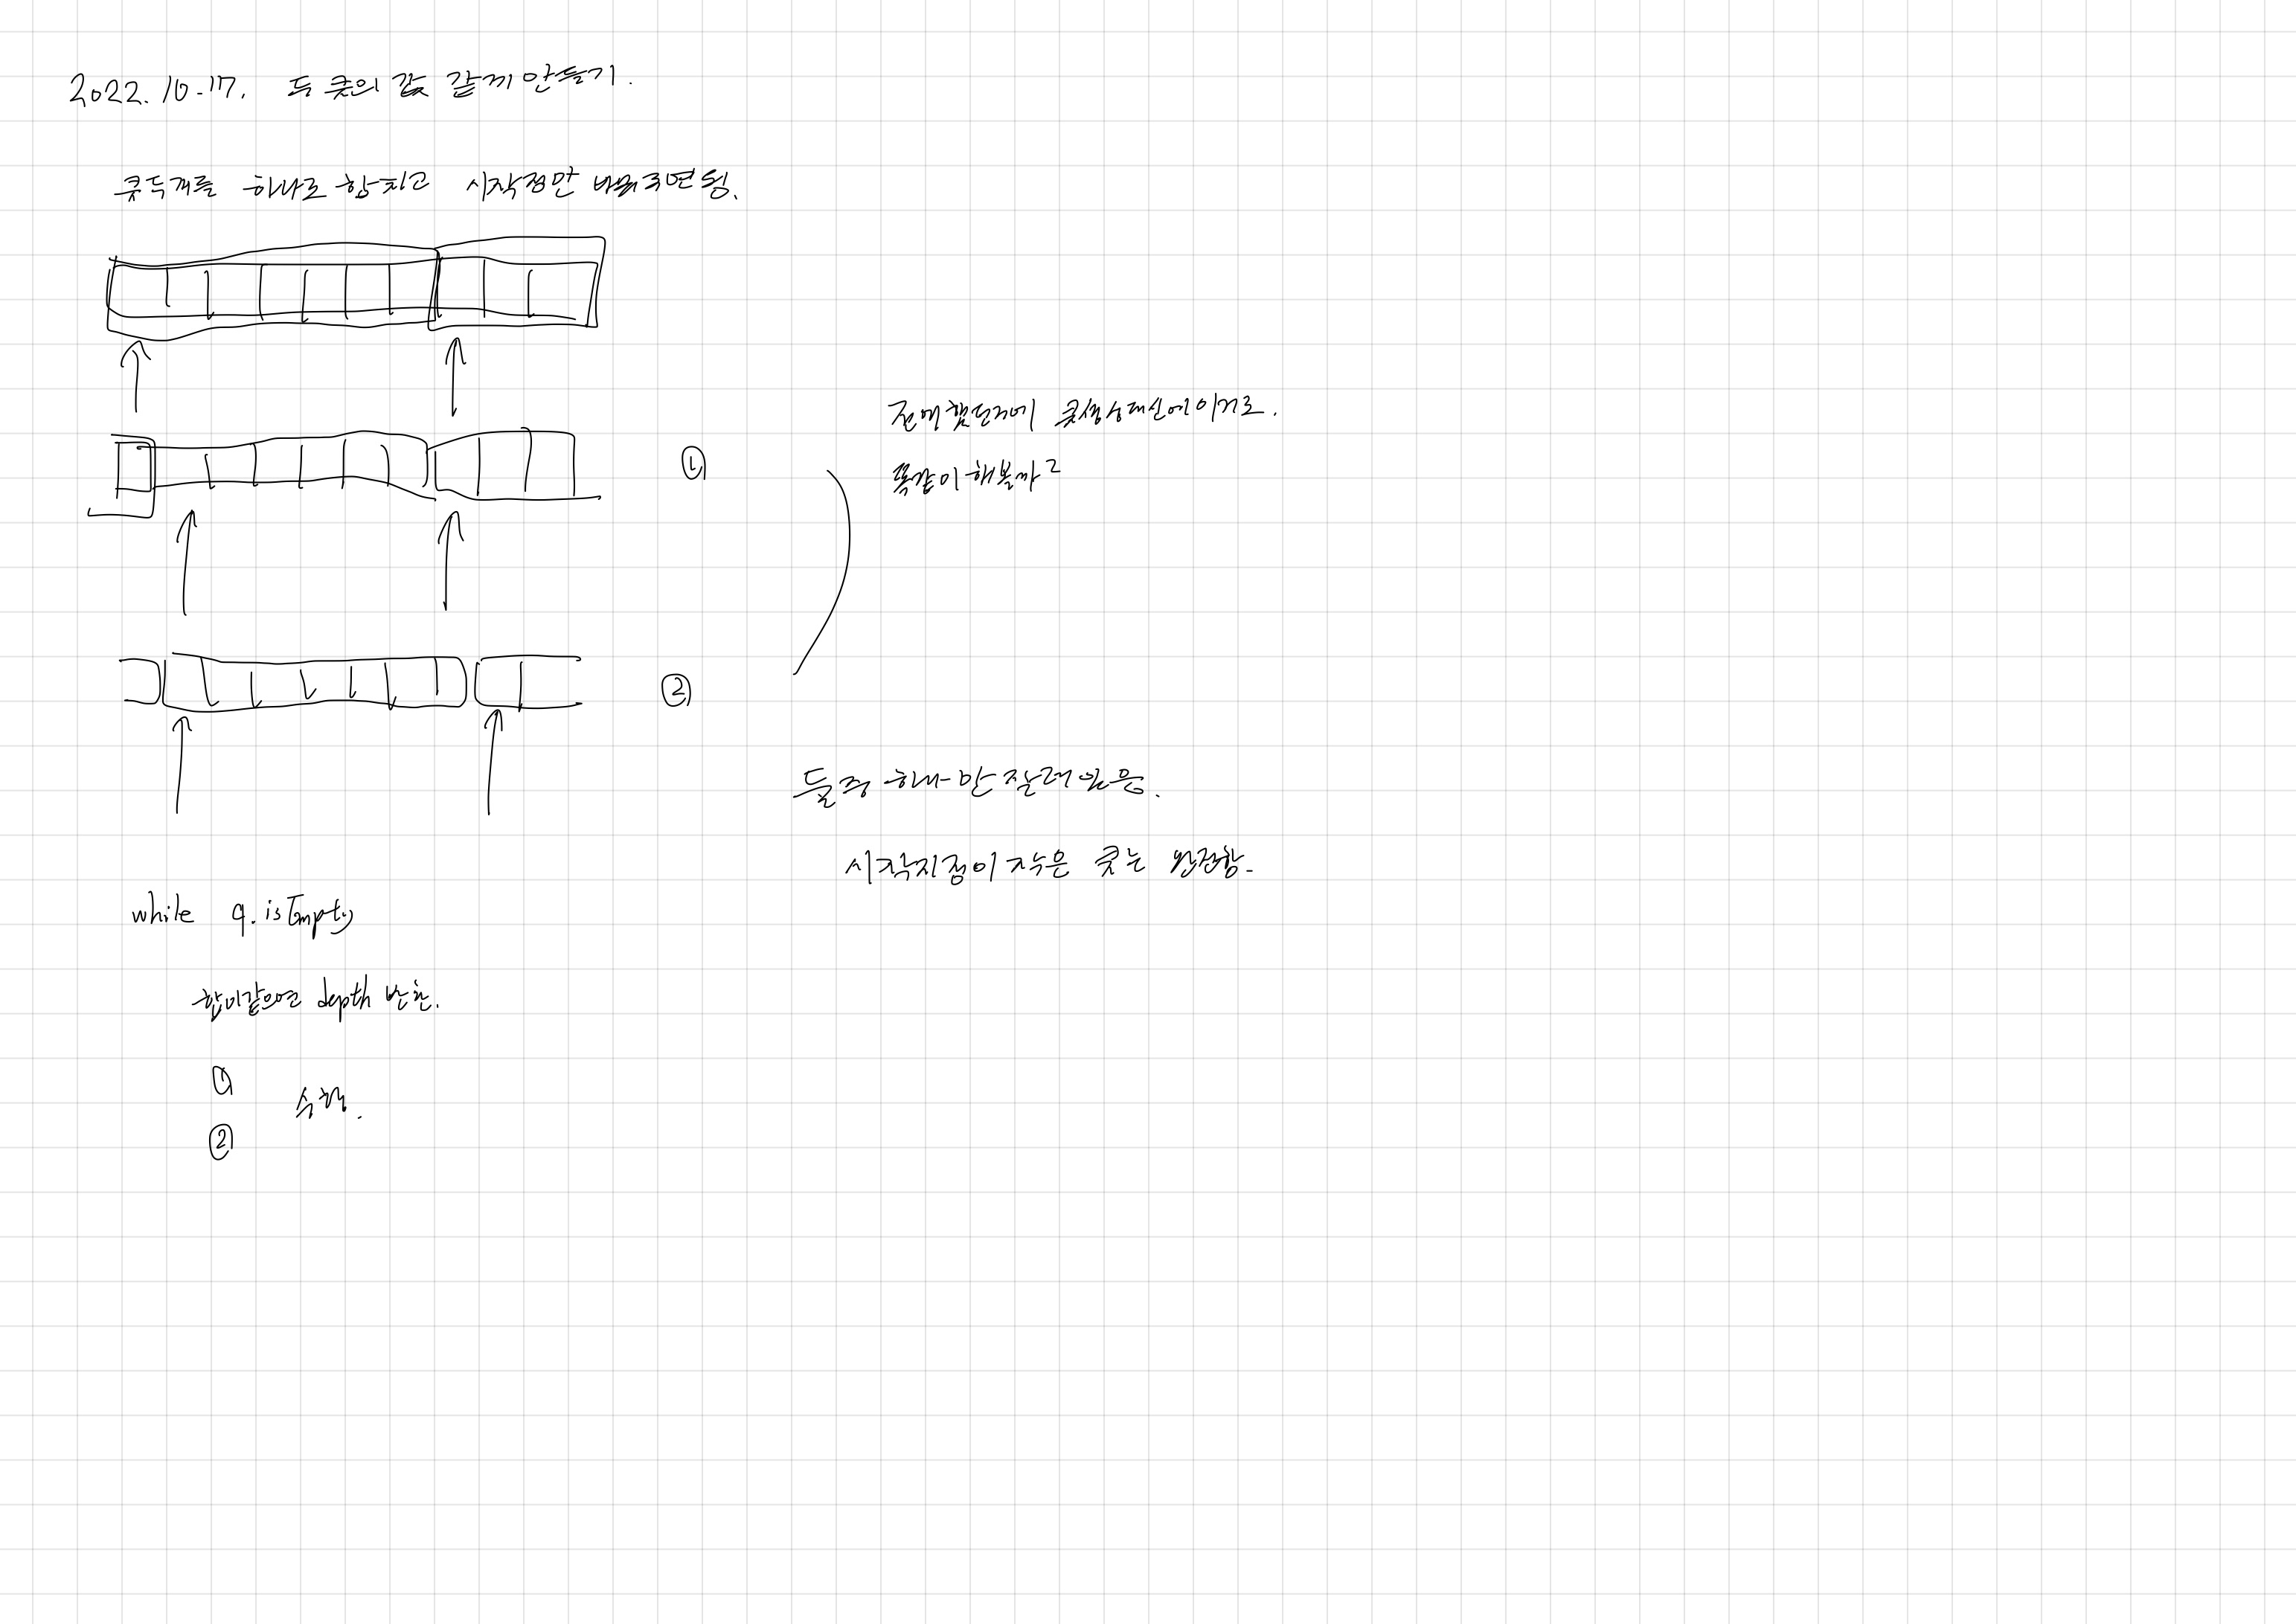 2022.10.17. 두 큐의 값 같게 만들기.
큐두개를 하나로 합치고 시작점만 바꿔주면됨.
①
전에했던거에 큐생성대신에이거로.
똑같이해볼까?
②
둘중 하나만 잘려있음.
시작지점이 작은 큐는 완전함.
while q.isEmpty
합이같으면 depth 반환.
①
수행.
②